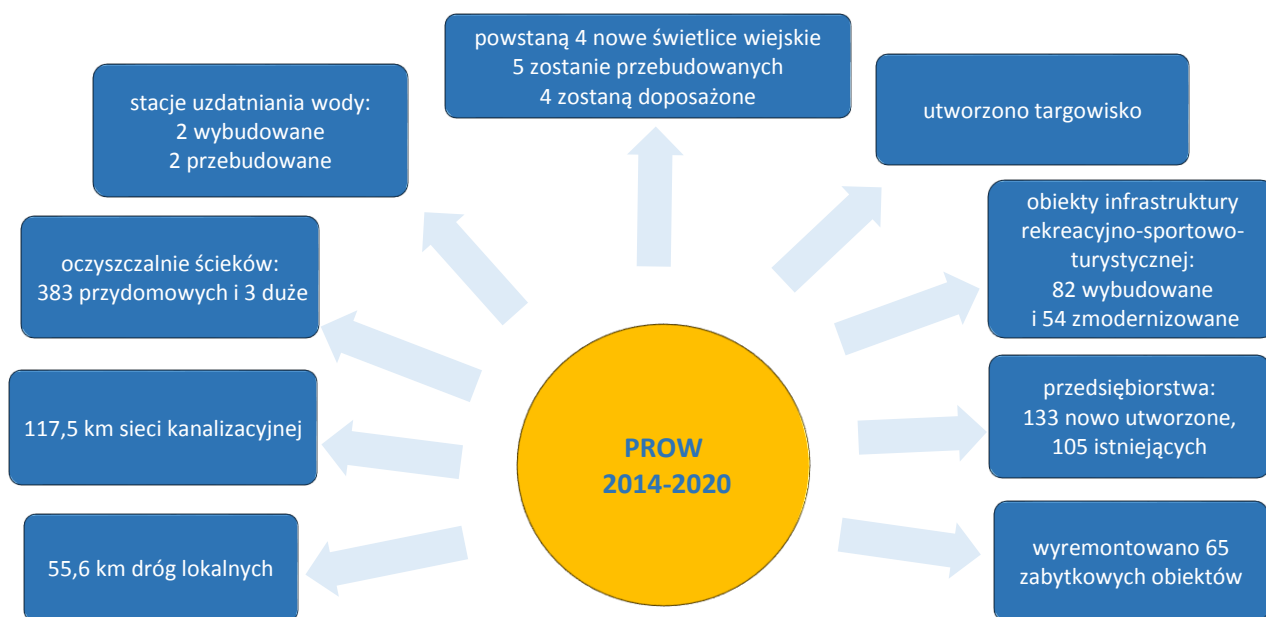 powstaną 4 nowe świetlice wiejskie
5 zostanie przebudowanych
4 zostaną doposażone
stacje uzdatniania wody:
2 wybudowane
2 przebudowane
utworzono targowisko
oczyszczalnie ścieków:
383 przydomowych i 3 duże
obiekty infrastruktury
rekreacyjno-sportowo-
turystycznej:
82 wybudowane
i 54 zmodernizowane
117,5 km sieci kanalizacyjnej
przedsiębiorstwa:
133 nowo utworzone,
105 istniejących
PROW
2014-2020
55,6 km dróg lokalnych
wyremontowano 65
zabytkowych obiektów